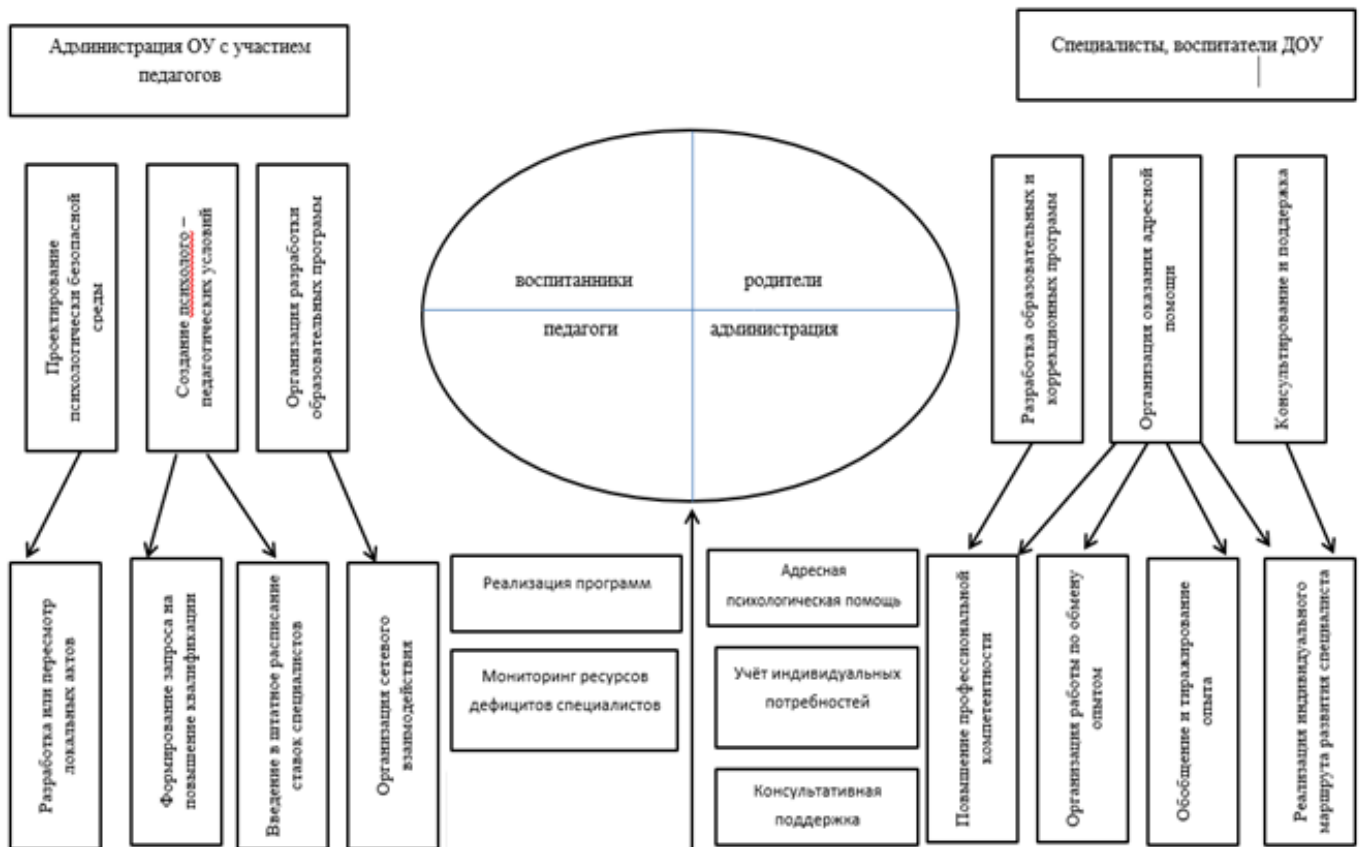 Администрация ОУ с участием
педагогов
Специалисты, воспитатели ДОУ
Проектирование
психологически безопасной
среды
Создание психолого –
педагогических условий
Организация разработки
образовательных программ
воспитанники
родители
педагоги
администрация
Разработка образовательных и
коррекционных программ
Организация оказания адресной
помощи
Консультирование и поддержка
Разработка или пересмотр
локальных актов
Формирование запроса на
повышение квалификации
Введение в штатное расписание
ставок специалистов
Организация сетевого
взаимодействия
Реализация программ
Мониторинг ресурсов
дефицитов специалистов
Адресная
психологическая помощь
Учёт индивидуальных
потребностей
Консультативная
поддержка
Повышение профессиональной
компетентности
Организация работы по обмену
опытом
Обобщение и тиражирование
опыта
Реализация индивидуального
маршрута развития специалиста